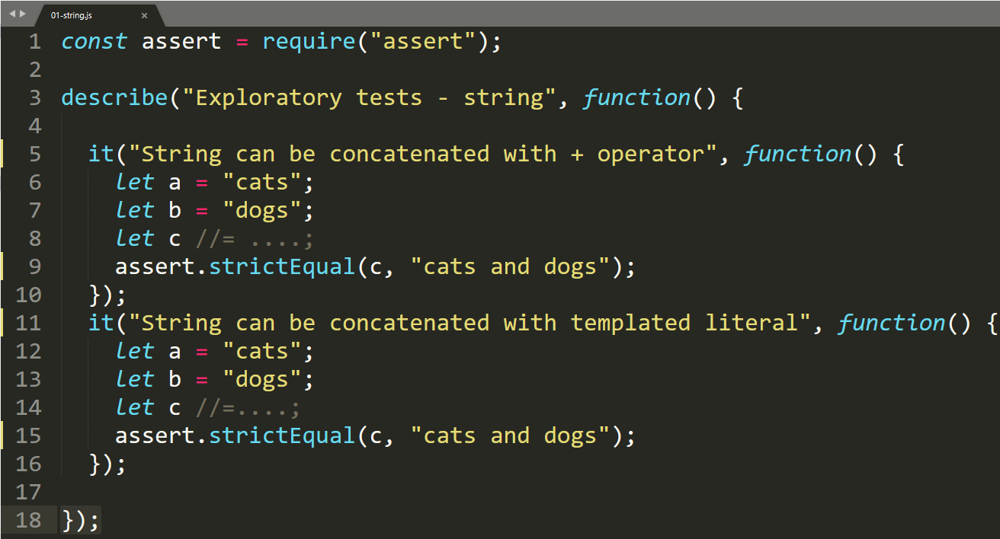 01-string.js ×
1 const assert = require("assert");
2
3 describe("Exploratory tests - string", function() {
4
5   it("String can be concatenated with + operator", function() {
6     let a = "cats";
7     let b = "dogs";
8     let c //= ....;
9     assert.strictEqual(c, "cats and dogs");
10   });
11   it("String can be concatenated with templated literal", function() {
12     let a = "cats";
13     let b = "dogs";
14     let c //=....;
15     assert.strictEqual(c, "cats and dogs");
16   });
17
18 });